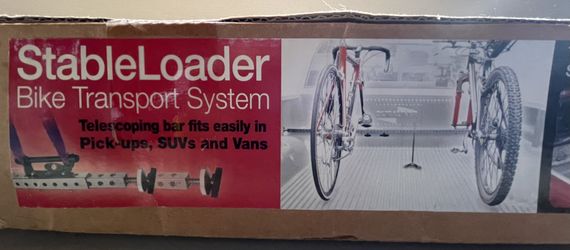 StableLoader
Bike Transport System
Telescoping bar fits easily in
Pick-ups, SUVs and Vans